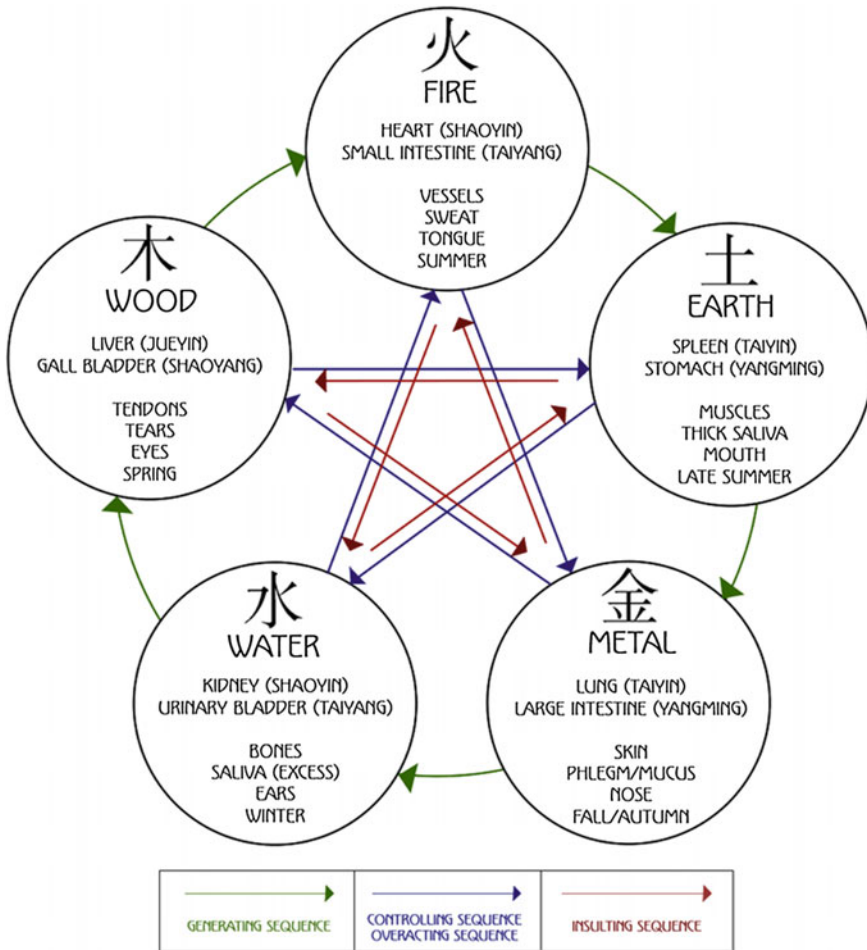 火
FIRE
HEART (SHAOYIN)
SMALL INTESTINE (TAIYANG)
VESSELS
SWEAT
TONGUE
SUMMER
木
WOOD
LIVER (JUEYIN)
GALL BLADDER (SHAOYANG)
TENDONS
TEARS
EYES
SPRING
土
EARTH
SPLEEN (TAIYIN)
STOMACH (YANGMING)
MUSCLES
THICK SALIVA
MOUTH
LATE SUMMER
水
WATER
KIDNEY (SHAOYIN)
URINARY BLADDER (TAIYANG)
BONES
SALIVA (EXCESS)
EARS
WINTER
金
METAL
LUNG (TAIYIN)
LARGE INTESTINE (YANGMING)
SKIN
PHLEGM/MUCUS
NOSE
FALL/AUTUMN
GENERATING SEQUENCE
CONTROLLING SEQUENCE
OVERACTING SEQUENCE
INSULTING SEQUENCE